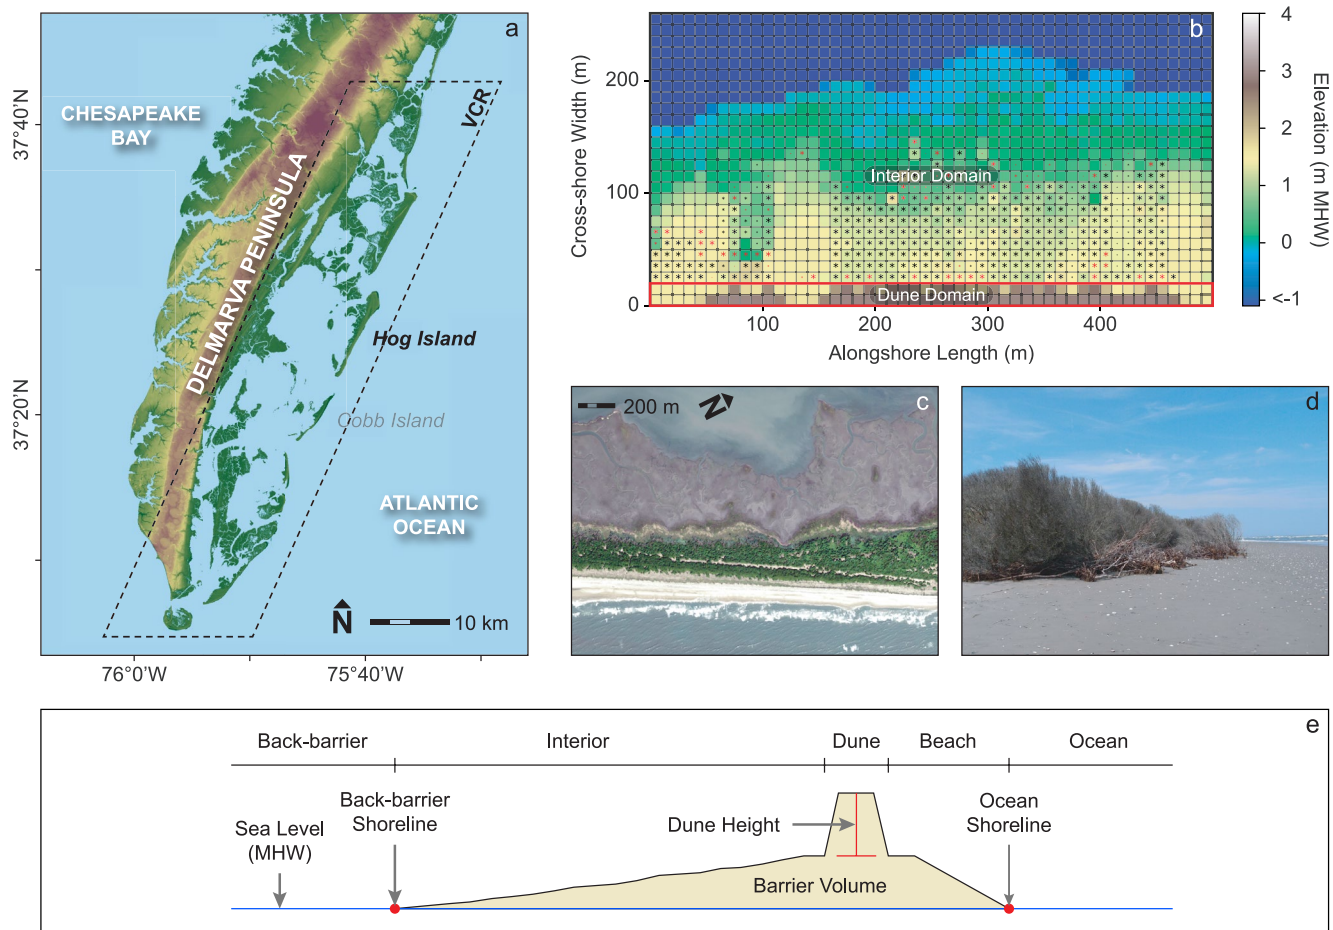 a
CHESAPEAKE
BAY
VCR
DELMARVA PENINSULA
Hog Island
Cobb Island
ATLANTIC
OCEAN
N
10 km
37°40'N
37°20'N
76°0'W
75°40'W
b
Cross-shore Width (m)
200
100
0
Interior Domain
Dune Domain
100
200
300
400
Alongshore Length (m)
4
3
2
1
0
<-1
Elevation (m MHW)
c
200 m
N
d
e
Back-barrier
Interior
Dune
Beach
Ocean
Back-barrier
Shoreline
Sea Level
(MHW)
Dune Height
Ocean
Shoreline
Barrier Volume